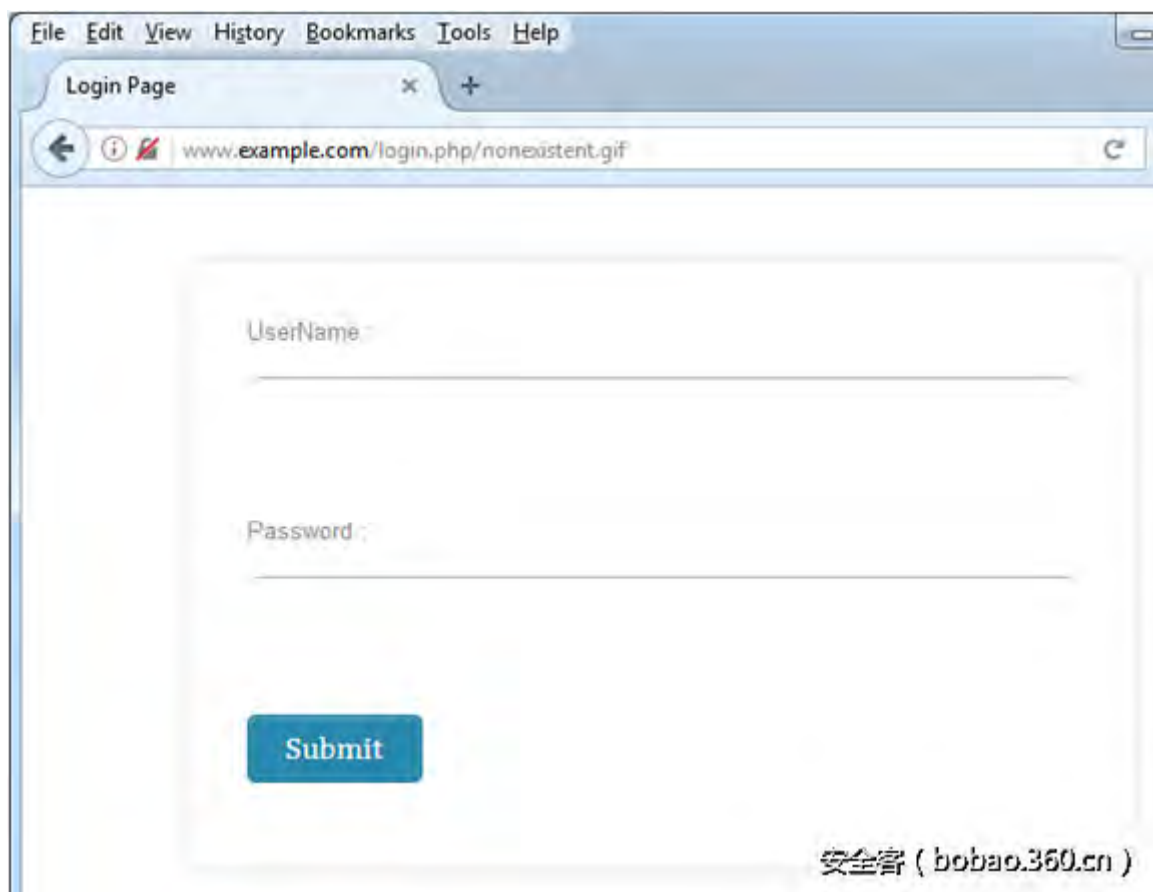 File Edit View History Bookmarks Tools Help
Login Page
www.example.com/login.php/nonexistent.gif
UserName :
Password :
Submit
安全客 ( bobao.360.cn )